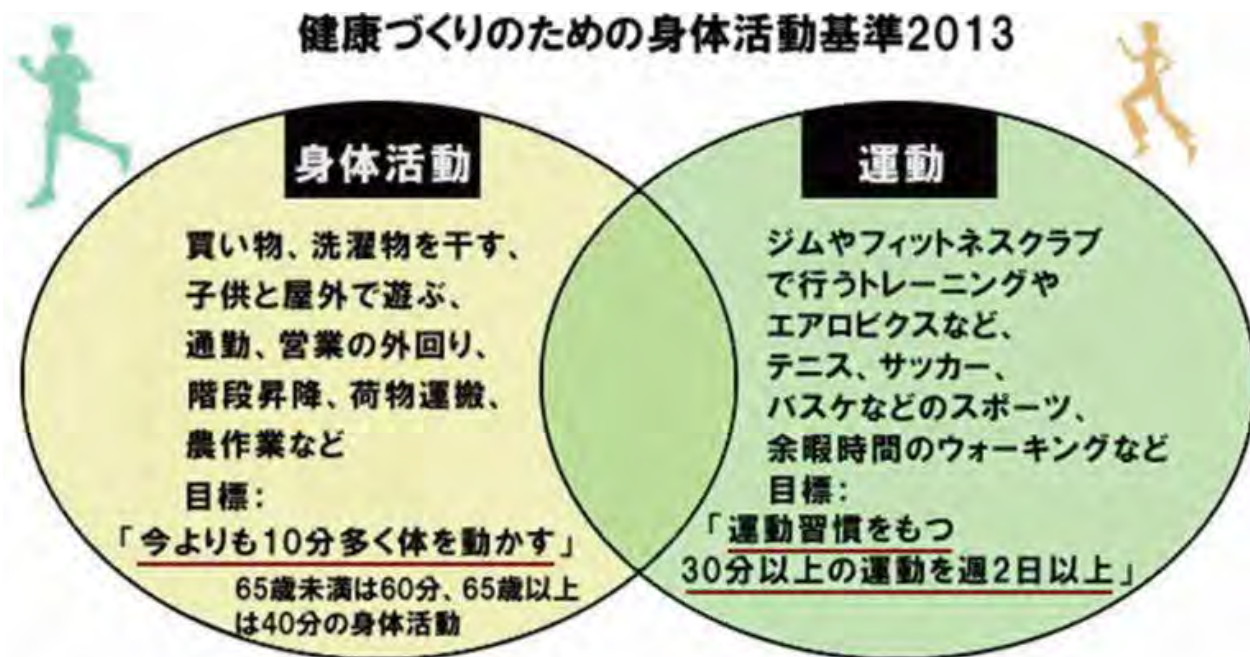 健康づくりのための身体活動基準2013
身体活動
買い物、洗濯物を干す、
子供と屋外で遊ぶ、
通勤、営業の外回り、
階段昇降、荷物運搬、
農作業など
目標：
「今よりも10分多く体を動かす」
65歳未満は60分、65歳以上
は40分の身体活動
運動
ジムやフィットネスクラブ
で行うトレーニングや
エアロビクスなど、
テニス、サッカー、
バスケなどのスポーツ、
余暇時間のウォーキングなど
目標：
「運動習慣をもつ
30分以上の運動を週2日以上」